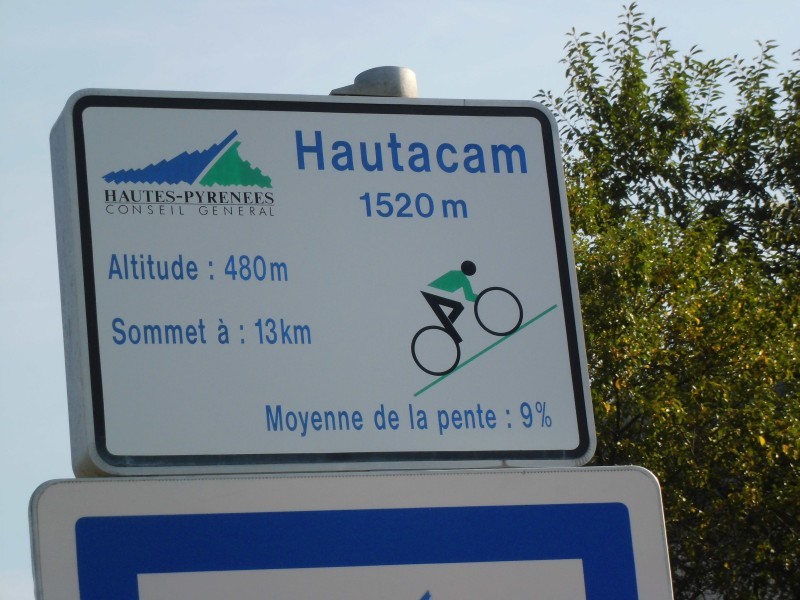 Hautacam
1520 m
HAUTES-PYRENEES
CONSEIL GENERAL
Altitude : 480m
Sommet à : 13km
Moyenne de la pente : 9%